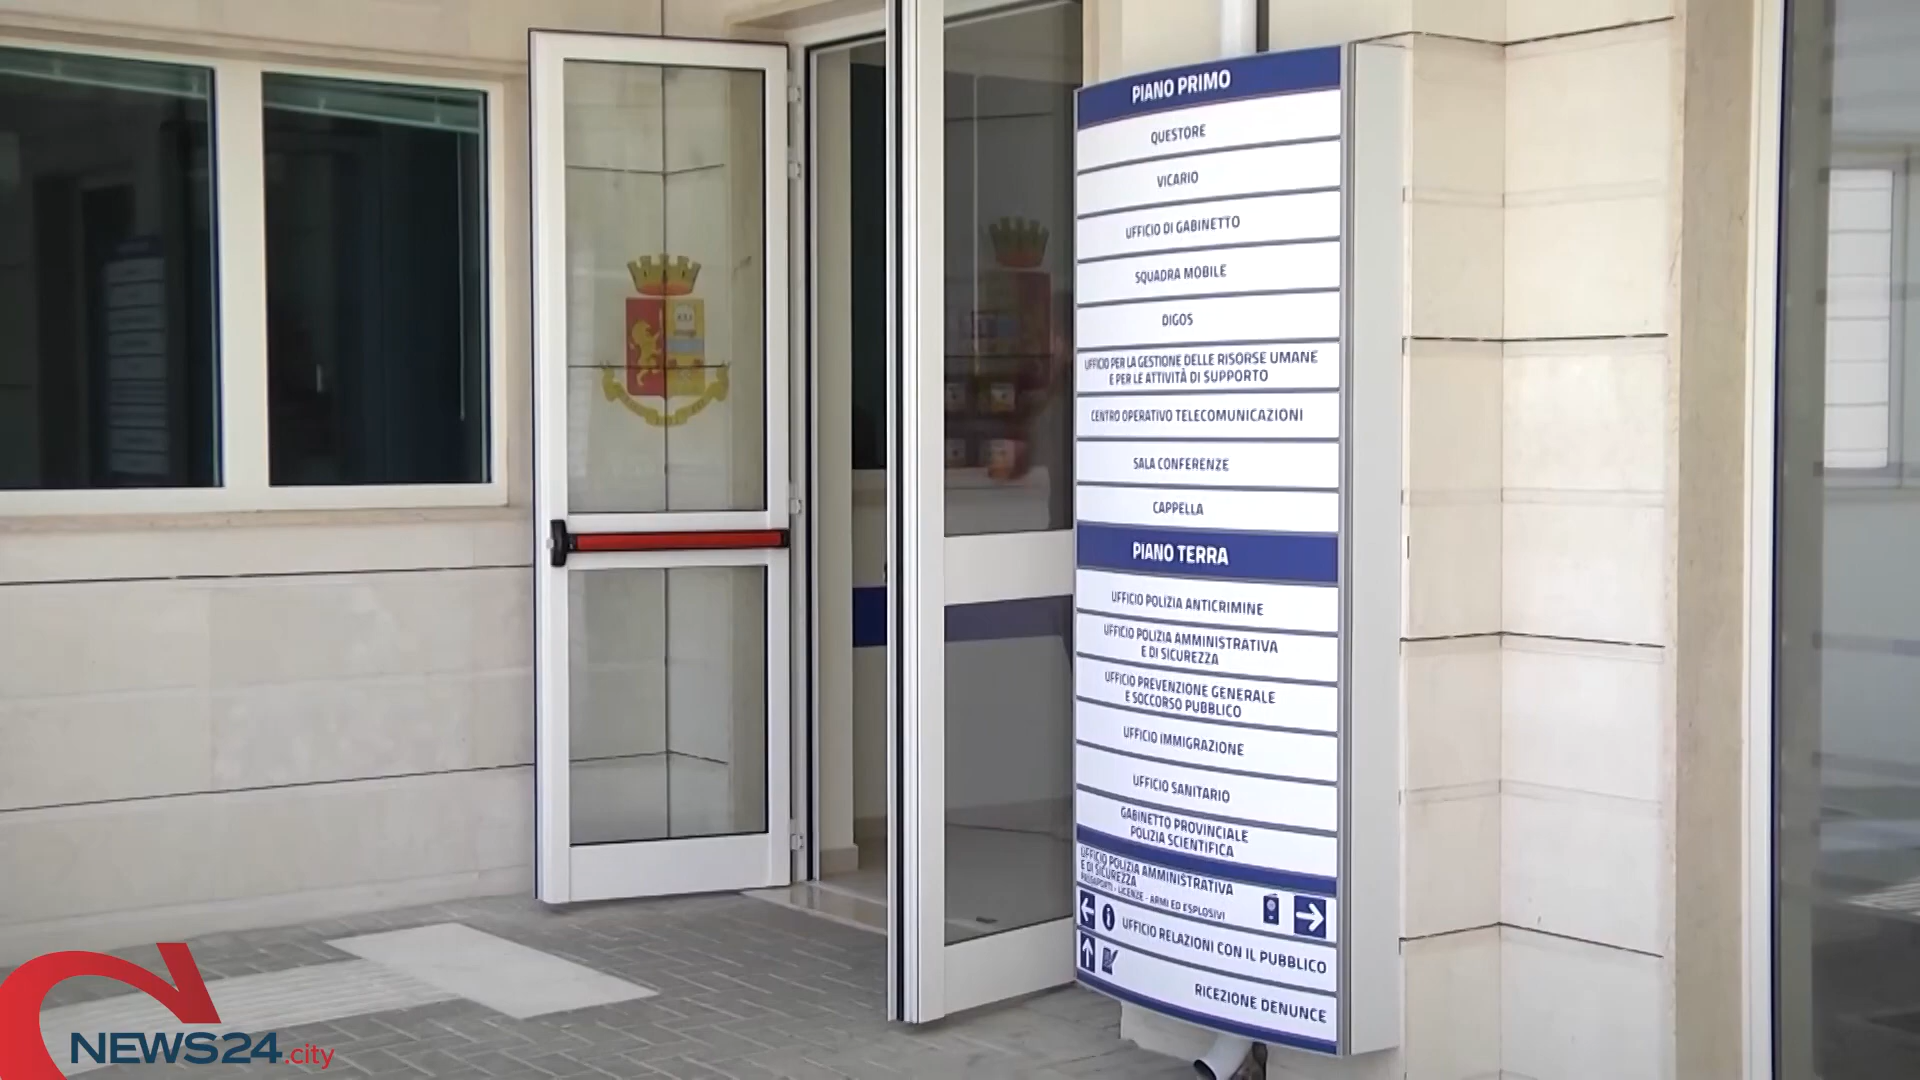 PIANO PRIMO
QUESTORE
VICARIO
UFFICIO DI GABINETTO
SQUADRA MOBILE
DIGOS
UFFICIO PER LA GESTIONE DELLE RISORSE UMANE
E PER LE ATTIVITÀ DI SUPPORTO
CENTRO OPERATIVO TELECOMUNICAZIONI
SALA CONFERENZE
CAPPELLA
PIANO TERRA
UFFICIO POLIZIA ANTICRIMINE
UFFICIO POLIZIA AMMINISTRATIVA
E DI SICUREZZA
UFFICIO PREVENZIONE GENERALE
E SOCCORSO PUBBLICO
UFFICIO IMMIGRAZIONE
UFFICIO SANITARIO
GABINETTO PROVINCIALE
POLIZIA SCIENTIFICA
UFFICIO POLIZIA AMMINISTRATIVA
E DI SICUREZZA
PASSAPORTI - LICENZE - ARMI ED ESPLOSIVI
UFFICIO RELAZIONI CON IL PUBBLICO
RICEZIONE DENUNCE
NEWS24.city